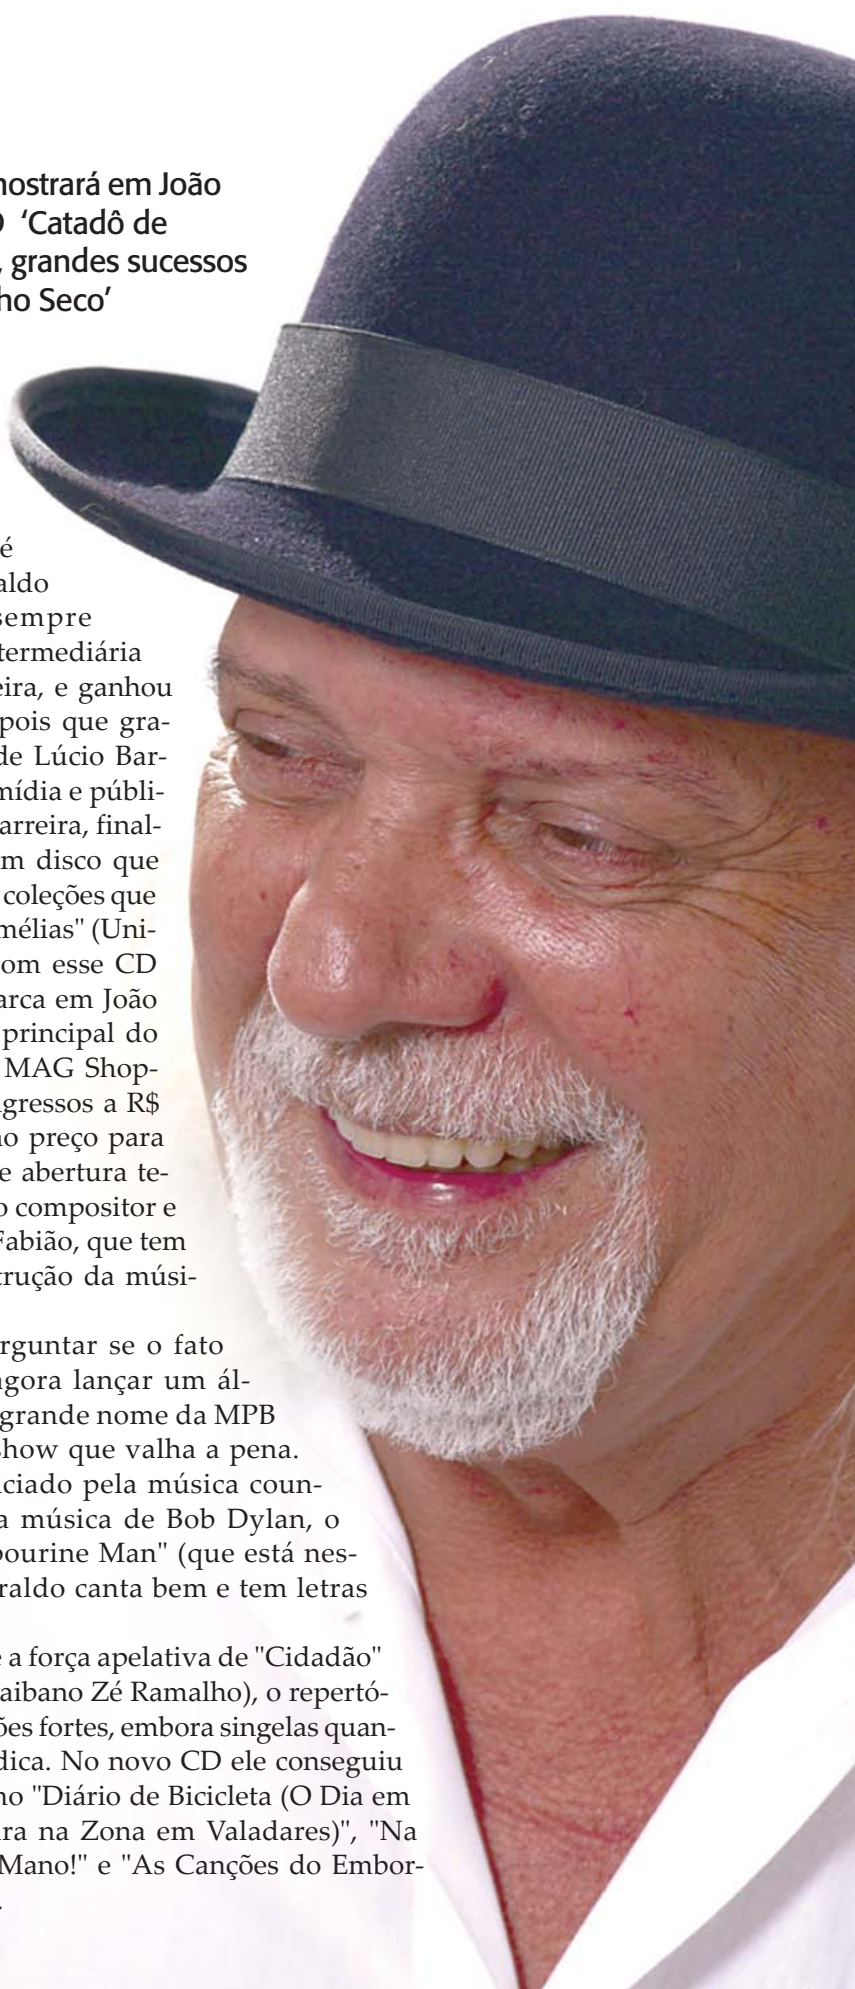 nostrará em João
‘Catadô de
, grandes sucessos
ho Seco’
é
aldo
sempre
termediária
eira, e ganhou
pois que gra-
de Lúcio Bar-
mídia e públi-
arreira, final-
m disco que
coleções que
mélias" (Uni-
om esse CD
arca em João
principal do
MAG Shop-
gressos a R$
no preço para
e abertura te-
o compositor e
Fabião, que tem
trução da músi-
rguntar se o fato
agora lançar um ál-
grande nome da MPB
show que valha a pena.
ciado pela música coun-
a música de Bob Dylan, o
bourine Man" (que está nes-
raldo canta bem e tem letras
e a força apelativa de "Cidadão"
aibano Zé Ramalho), o repertó-
ões fortes, embora singelas quan-
dica. No novo CD ele conseguiu
no "Diário de Bicicleta (O Dia em
ara na Zona em Valadares)", "Na
Mano!" e "As Canções do Embor-
.